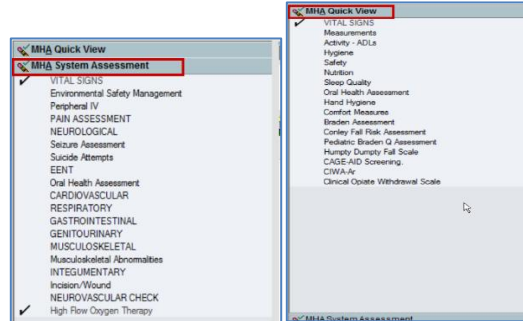 MHA Quick View
MHA System Assessment
VITAL SIGNS
Environmental Safety Management
Peripheral IV
PAIN ASSESSMENT
NEUROLOGICAL
Seizure Assessment
Suicide Attempts
EENT
Oral Health Assessment
CARDIOVASCULAR
RESPIRATORY
GASTROINTESTINAL
GENITOURINARY
MUSCULOSKELETAL
Musculoskeletal Abnormalities
INTEGUMENTARY
Incision/Wound
NEUROVASCULAR CHECK
High Flow Oxygen Therapy
MHA Quick View
VITAL SIGNS
Measurements
Activity - ADLs
Hygiene
Safety
Nutrition
Sleep Quality
Oral Health Assessment
Hand Hygiene
Comfort Measures
Braden Assessment
Conley Fall Risk Assessment
Pediatric Braden Q Assessment
Humpty Dumpty Fall Scale
CAGE-AID Screening.
CIWA-Ar
Clinical Opiate Withdrawal Scale
MHA System Assessment